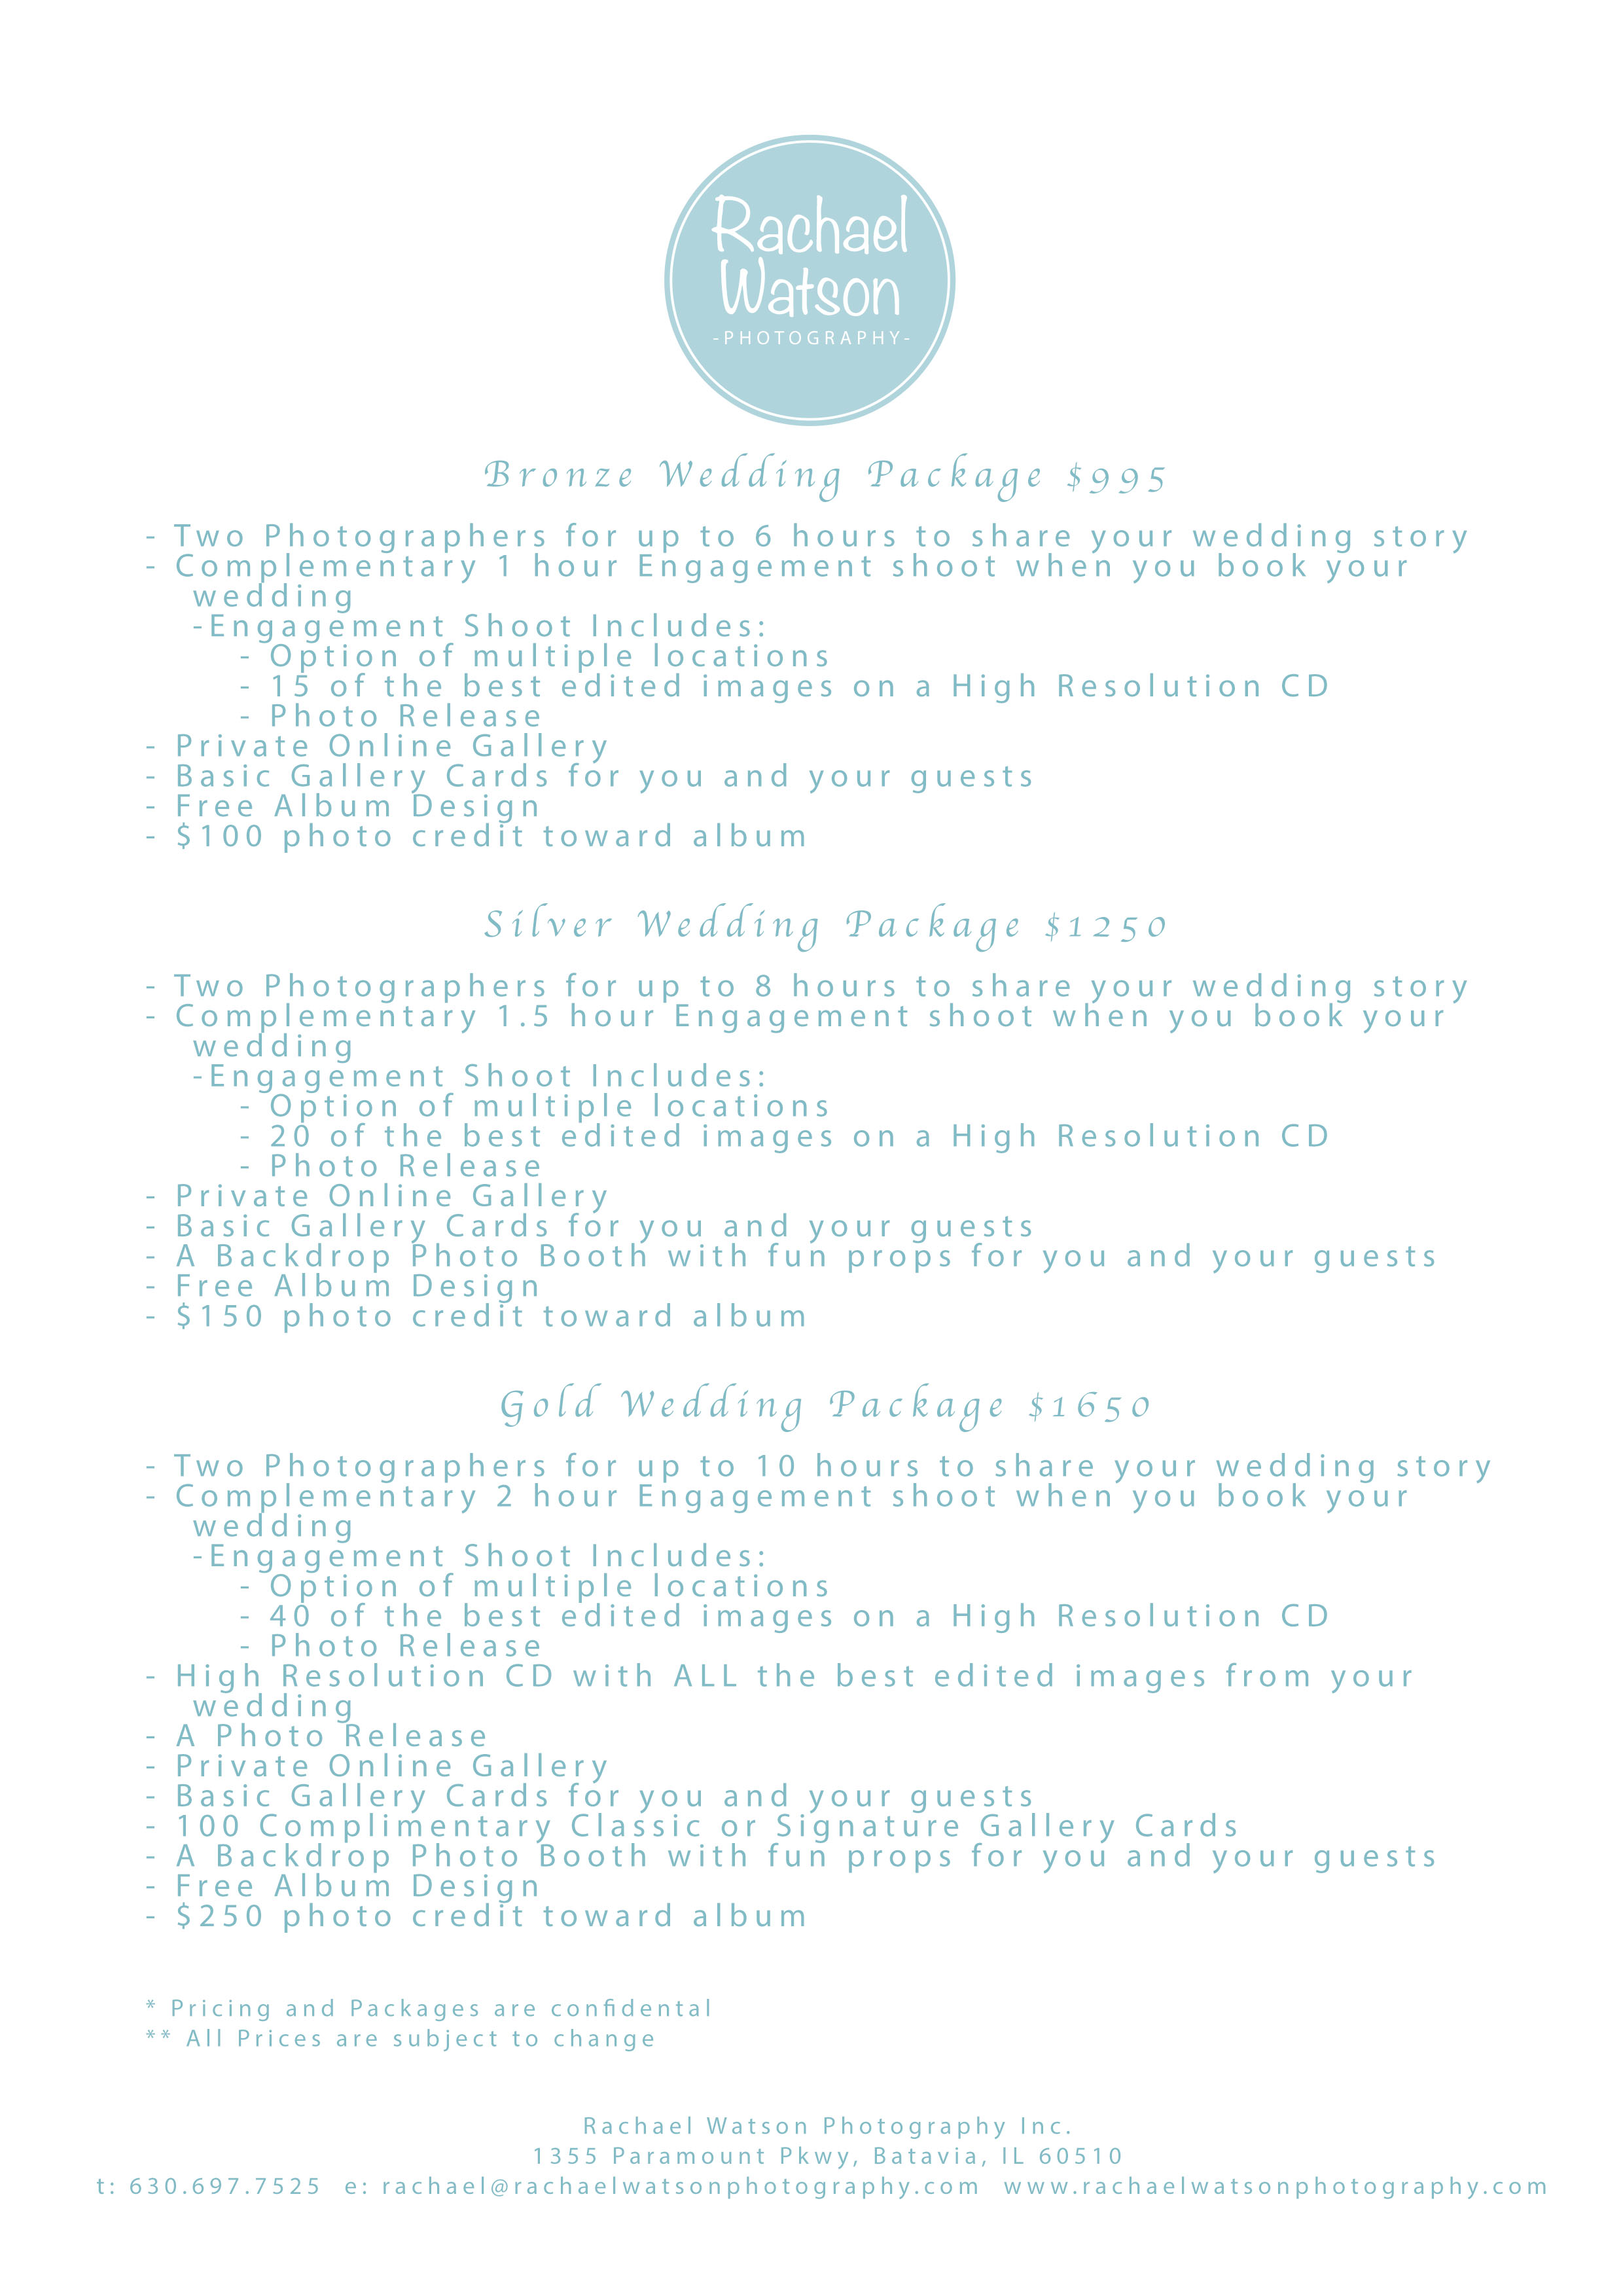 Rachael
Watson
-PHOTOGRAPHY-
Bronze Wedding Package $995
- Two Photographers for up to 6 hours to share your wedding story
- Complementary 1 hour Engagement shoot when you book your
wedding
-Engagement Shoot Includes:
- Option of multiple locations
- 15 of the best edited images on a High Resolution CD
- Photo Release
- Private Online Gallery
- Basic Gallery Cards for you and your guests
- Free Album Design
- $100 photo credit toward album
Silver Wedding Package $1250
- Two Photographers for up to 8 hours to share your wedding story
- Complementary 1.5 hour Engagement shoot when you book your
wedding
-Engagement Shoot Includes:
- Option of multiple locations
- 20 of the best edited images on a High Resolution CD
- Photo Release
- Private Online Gallery
- Basic Gallery Cards for you and your guests
- A Backdrop Photo Booth with fun props for you and your guests
- Free Album Design
- $150 photo credit toward album
Gold Wedding Package $1650
- Two Photographers for up to 10 hours to share your wedding story
- Complementary 2 hour Engagement shoot when you book your
wedding
-Engagement Shoot Includes:
- Option of multiple locations
- 40 of the best edited images on a High Resolution CD
- Photo Release
- High Resolution CD with ALL the best edited images from your
wedding
- A Photo Release
- Private Online Gallery
- Basic Gallery Cards for you and your guests
- 100 Complimentary Classic or Signature Gallery Cards
- A Backdrop Photo Booth with fun props for you and your guests
- Free Album Design
- $250 photo credit toward album
* Pricing and Packages are confidental
** All Prices are subject to change
Rachael Watson Photography Inc.
1355 Paramount Pkwy, Batavia, IL 60510
t: 630.697.7525 e: rachael@rachaelwatsonphotography.com www.rachaelwatsonphotography.com